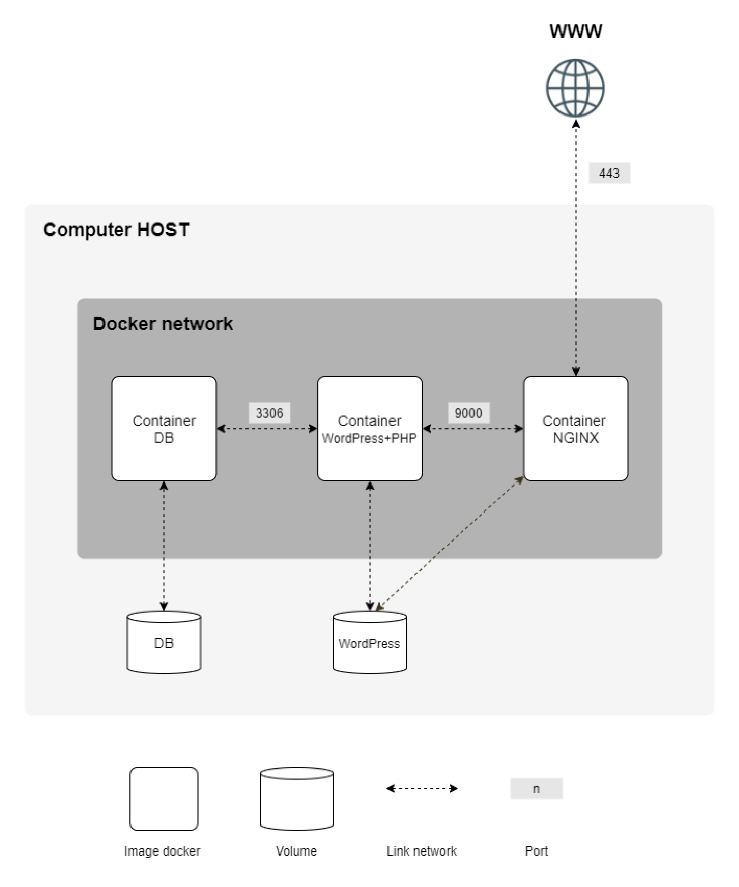 WWW
443
Computer HOST
Docker network
Container
DB
3306
Container
WordPress+PHP
9000
Container
NGINX
DB
WordPress
n
Image docker
Volume
Link network
Port